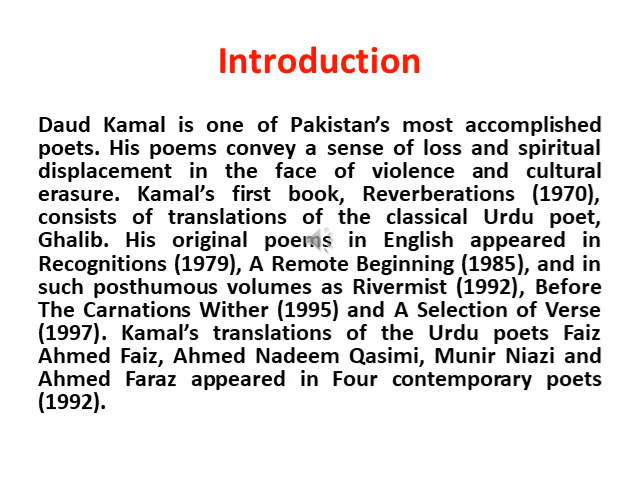 Introduction
Daud Kamal is one of Pakistan’s most accomplished
poets. His poems convey a sense of loss and spiritual
displacement in the face of violence and cultural
erasure. Kamal’s first book, Reverberations (1970),
consists of translations of the classical Urdu poet,
Ghalib. His original poems in English appeared in
Recognitions (1979), A Remote Beginning (1985), and in
such posthumous volumes as Rivermist (1992), Before
The Carnations Wither (1995) and A Selection of Verse
(1997). Kamal’s translations of the Urdu poets Faiz
Ahmed Faiz, Ahmed Nadeem Qasimi, Munir Niazi and
Ahmed Faraz appeared in Four contemporary poets
(1992).